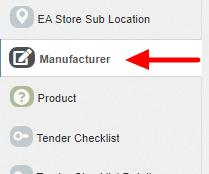 EA Store Sub Location
Manufacturer
Product
Tender Checklist